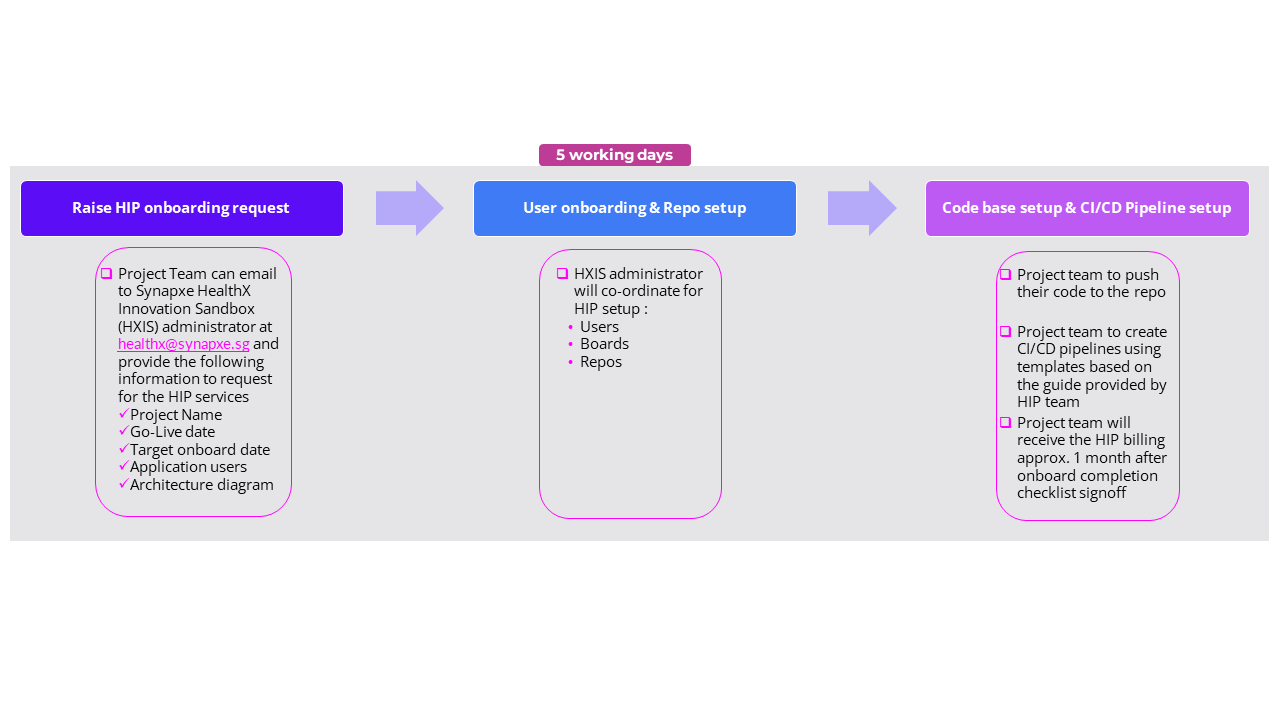 5 working days
Raise HIP onboarding request
User onboarding & Repo setup
Code base setup & CI/CD Pipeline setup
Project Team can email
to Synapxe HealthX
Innovation Sandbox
(HXIS) administrator at
healthx@synapxe.sg and
provide the following
information to request
for the HIP services
Project Name
Go-Live date
Target onboard date
Application users
Architecture diagram
HXIS administrator
will co-ordinate for
HIP setup :
Users
Boards
Repos
Project team to push
their code to the repo
Project team to create
CI/CD pipelines using
templates based on
the guide provided by
HIP team
Project team will
receive the HIP billing
approx. 1 month after
onboard completion
checklist signoff